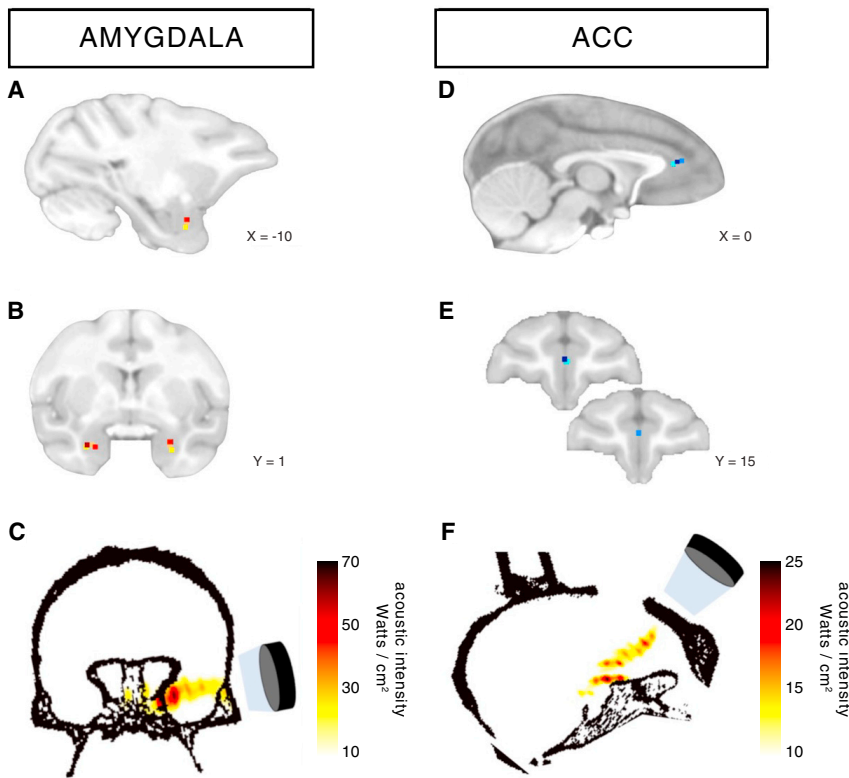 AMYGDALA
ACC
A
D
X = -10
X = 0
B
E
Y = 1
Y = 15
C
F
70
50
30
10
acoustic intensity
Watts / cm²
25
20
15
10
acoustic intensity
Watts / cm²